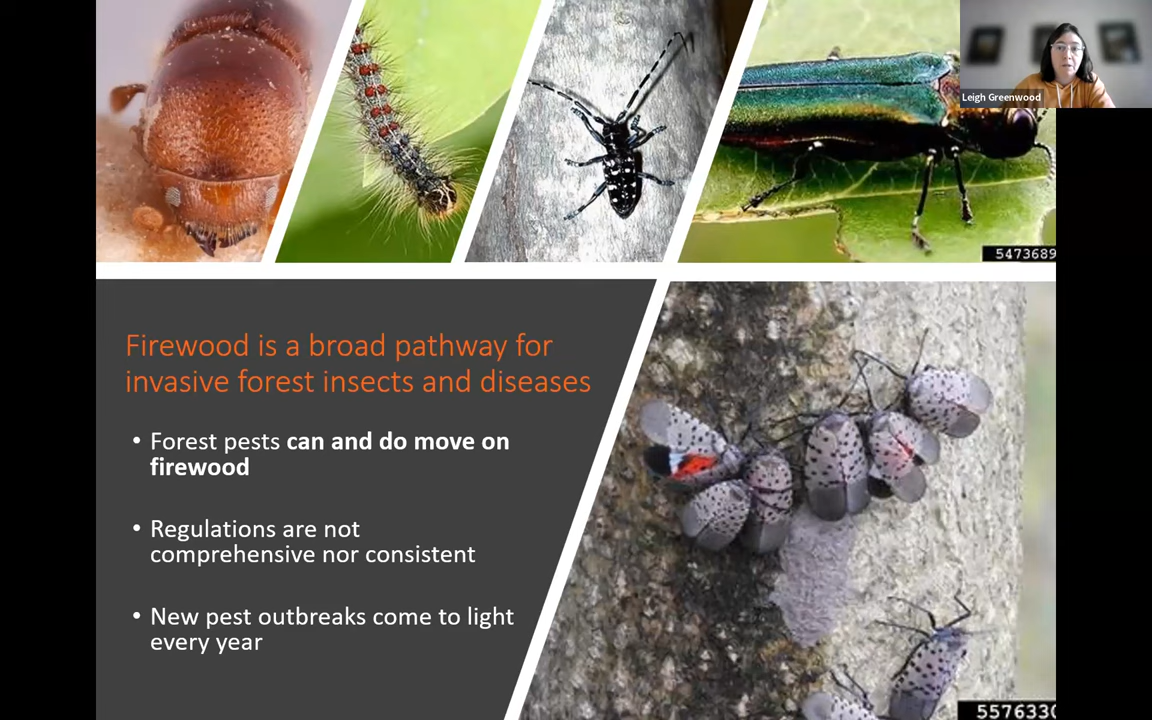 Leigh Greenwood
5473689
Firewood is a broad pathway for
invasive forest insects and diseases
• Forest pests can and do move on
firewood
• Regulations are not
comprehensive nor consistent
• New pest outbreaks come to light
every year
5576330